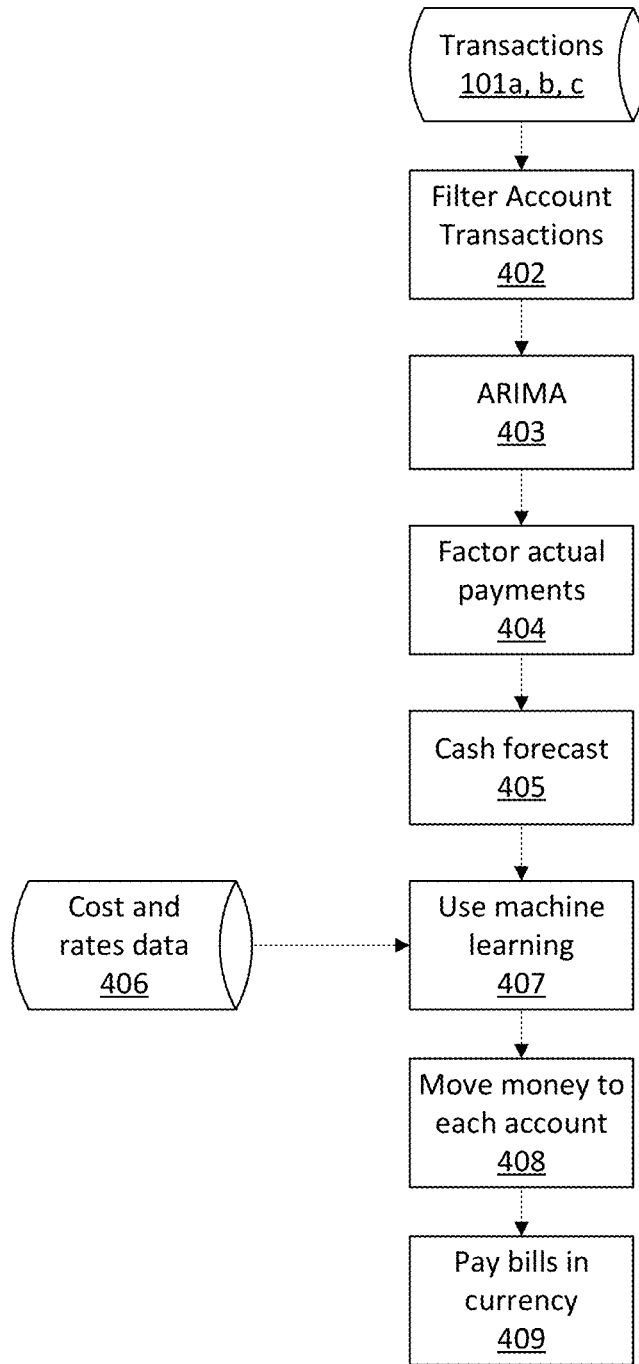 Transactions
101a, b, c
Filter Account
Transactions
402
ARIMA
403
Factor actual
payments
404
Cash forecast
405
Cost and
rates data
406
Use machine
learning
407
Move money to
each account
408
Pay bills in
currency
409